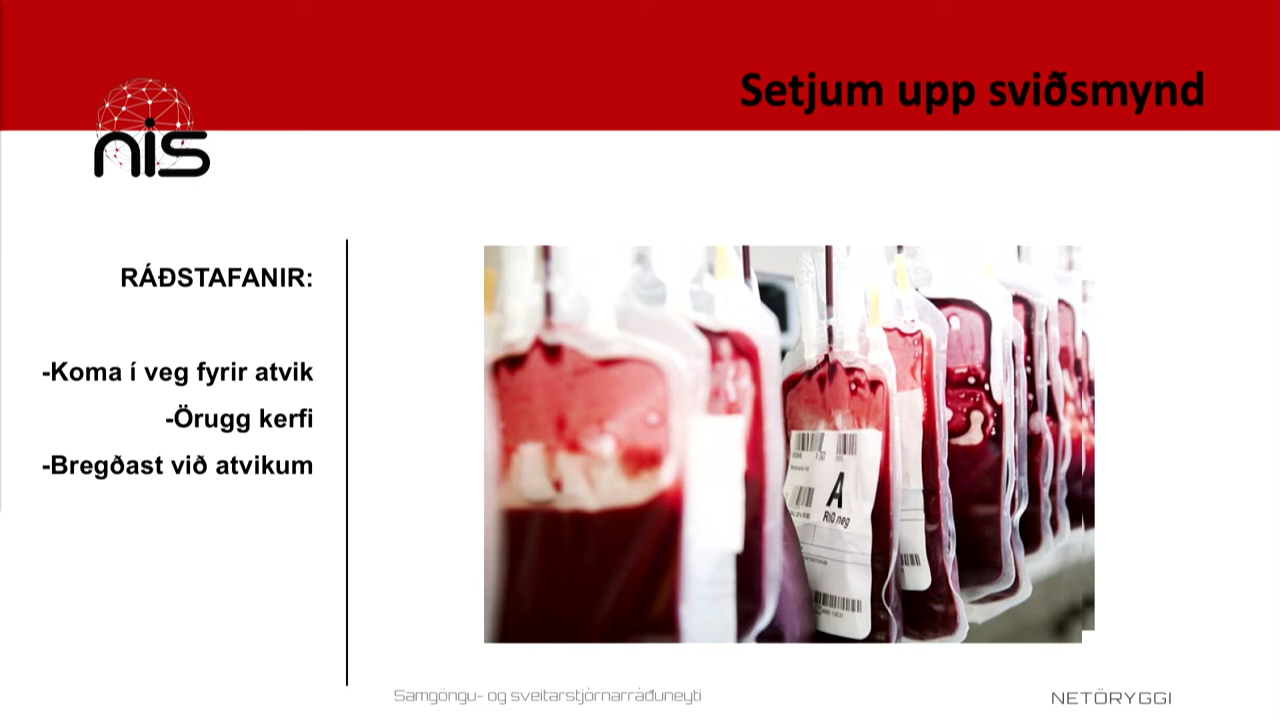 Setjum upp sviðsmynd
nis
RÁÐSTAFANIR:
-Koma í veg fyrir atvik
-Örugg kerfi
-Bregðast við atvikum
A
RhD neg
Samgöngu- og sveitarstjórnarráðuneyti
NETÖRYGGI